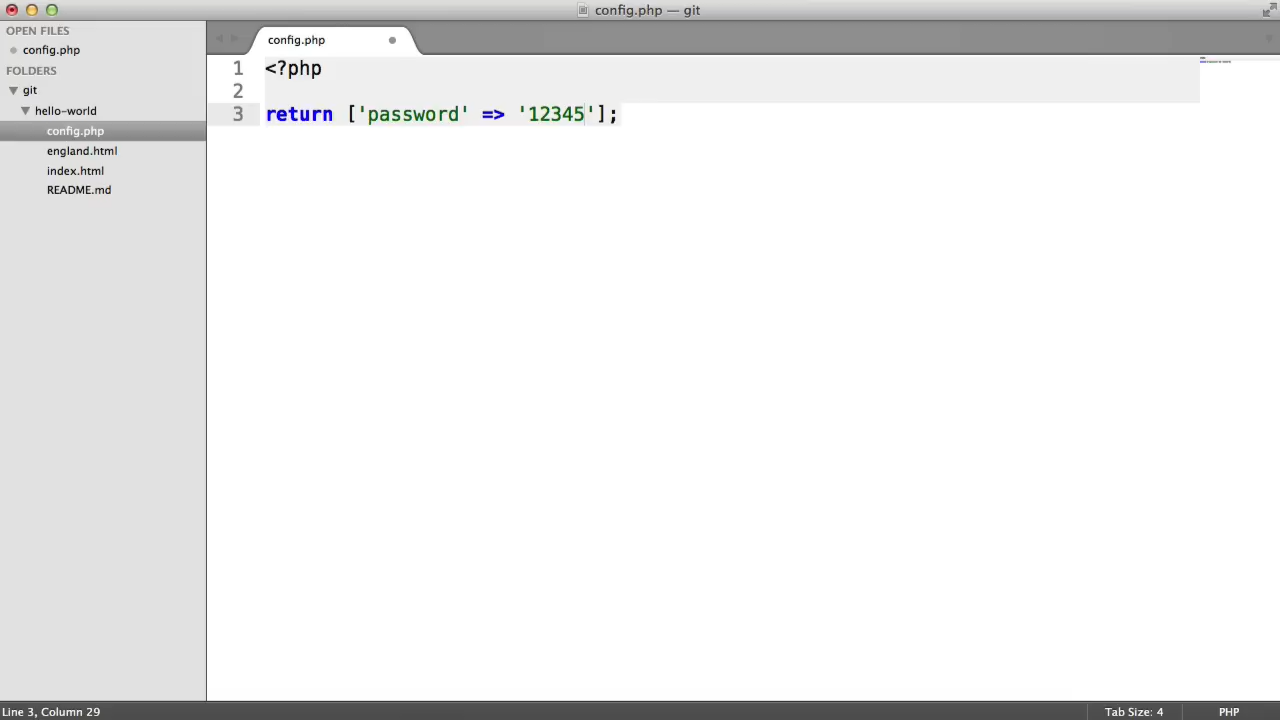 config.php — git
OPEN FILES
config.php
FOLDERS
git
hello-world
config.php
england.html
index.html
README.md
config.php
1 <?php
2
3 return ['password' => '12345'];
Line 3, Column 29
Tab Size: 4
PHP